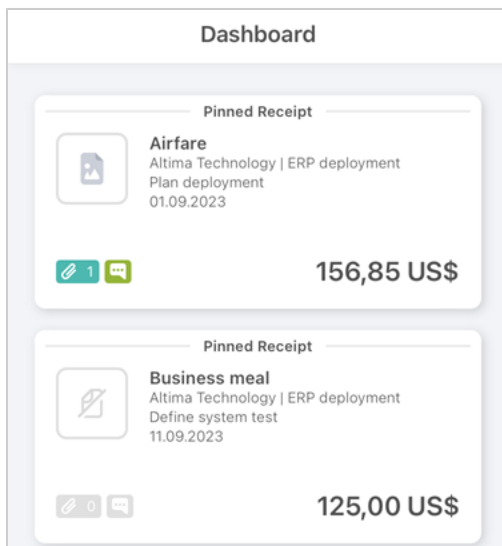 Dashboard
Pinned Receipt
Airfare
Altima Technology | ERP deployment
Plan deployment
01.09.2023
1
156,85 US$
Pinned Receipt
Business meal
Altima Technology | ERP deployment
Define system test
11.09.2023
0
125,00 US$